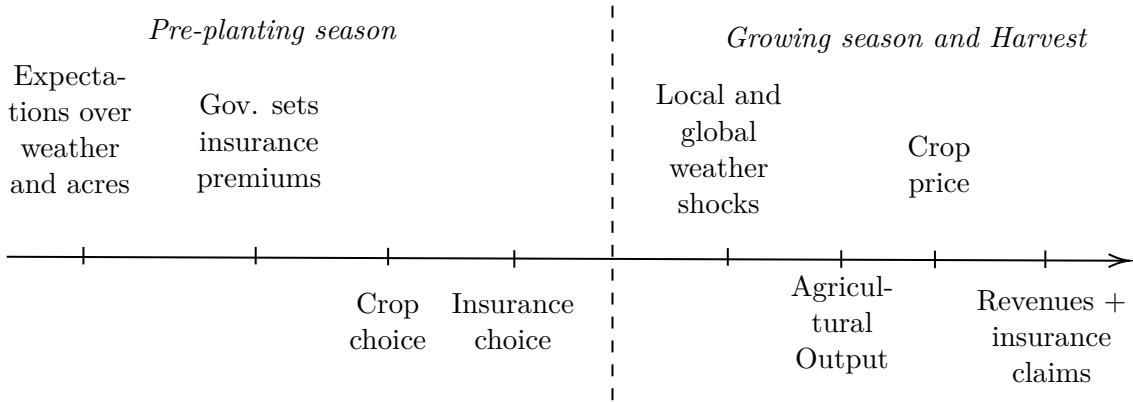 Pre-planting season
Growing season and Harvest
Expecta-
tions over
weather
and acres
Gov. sets
insurance
premiums
Crop
choice
Insurance
choice
Local and
global
weather
shocks
Agricul-
tural
Output
Crop
price
Revenues +
insurance
claims